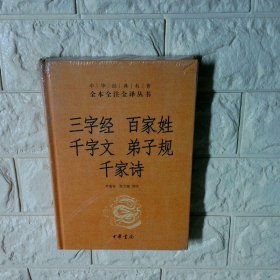 中华经典名著
全本全注全译丛书
三字经 百家姓
千字文 弟子规
千家诗
中华书局